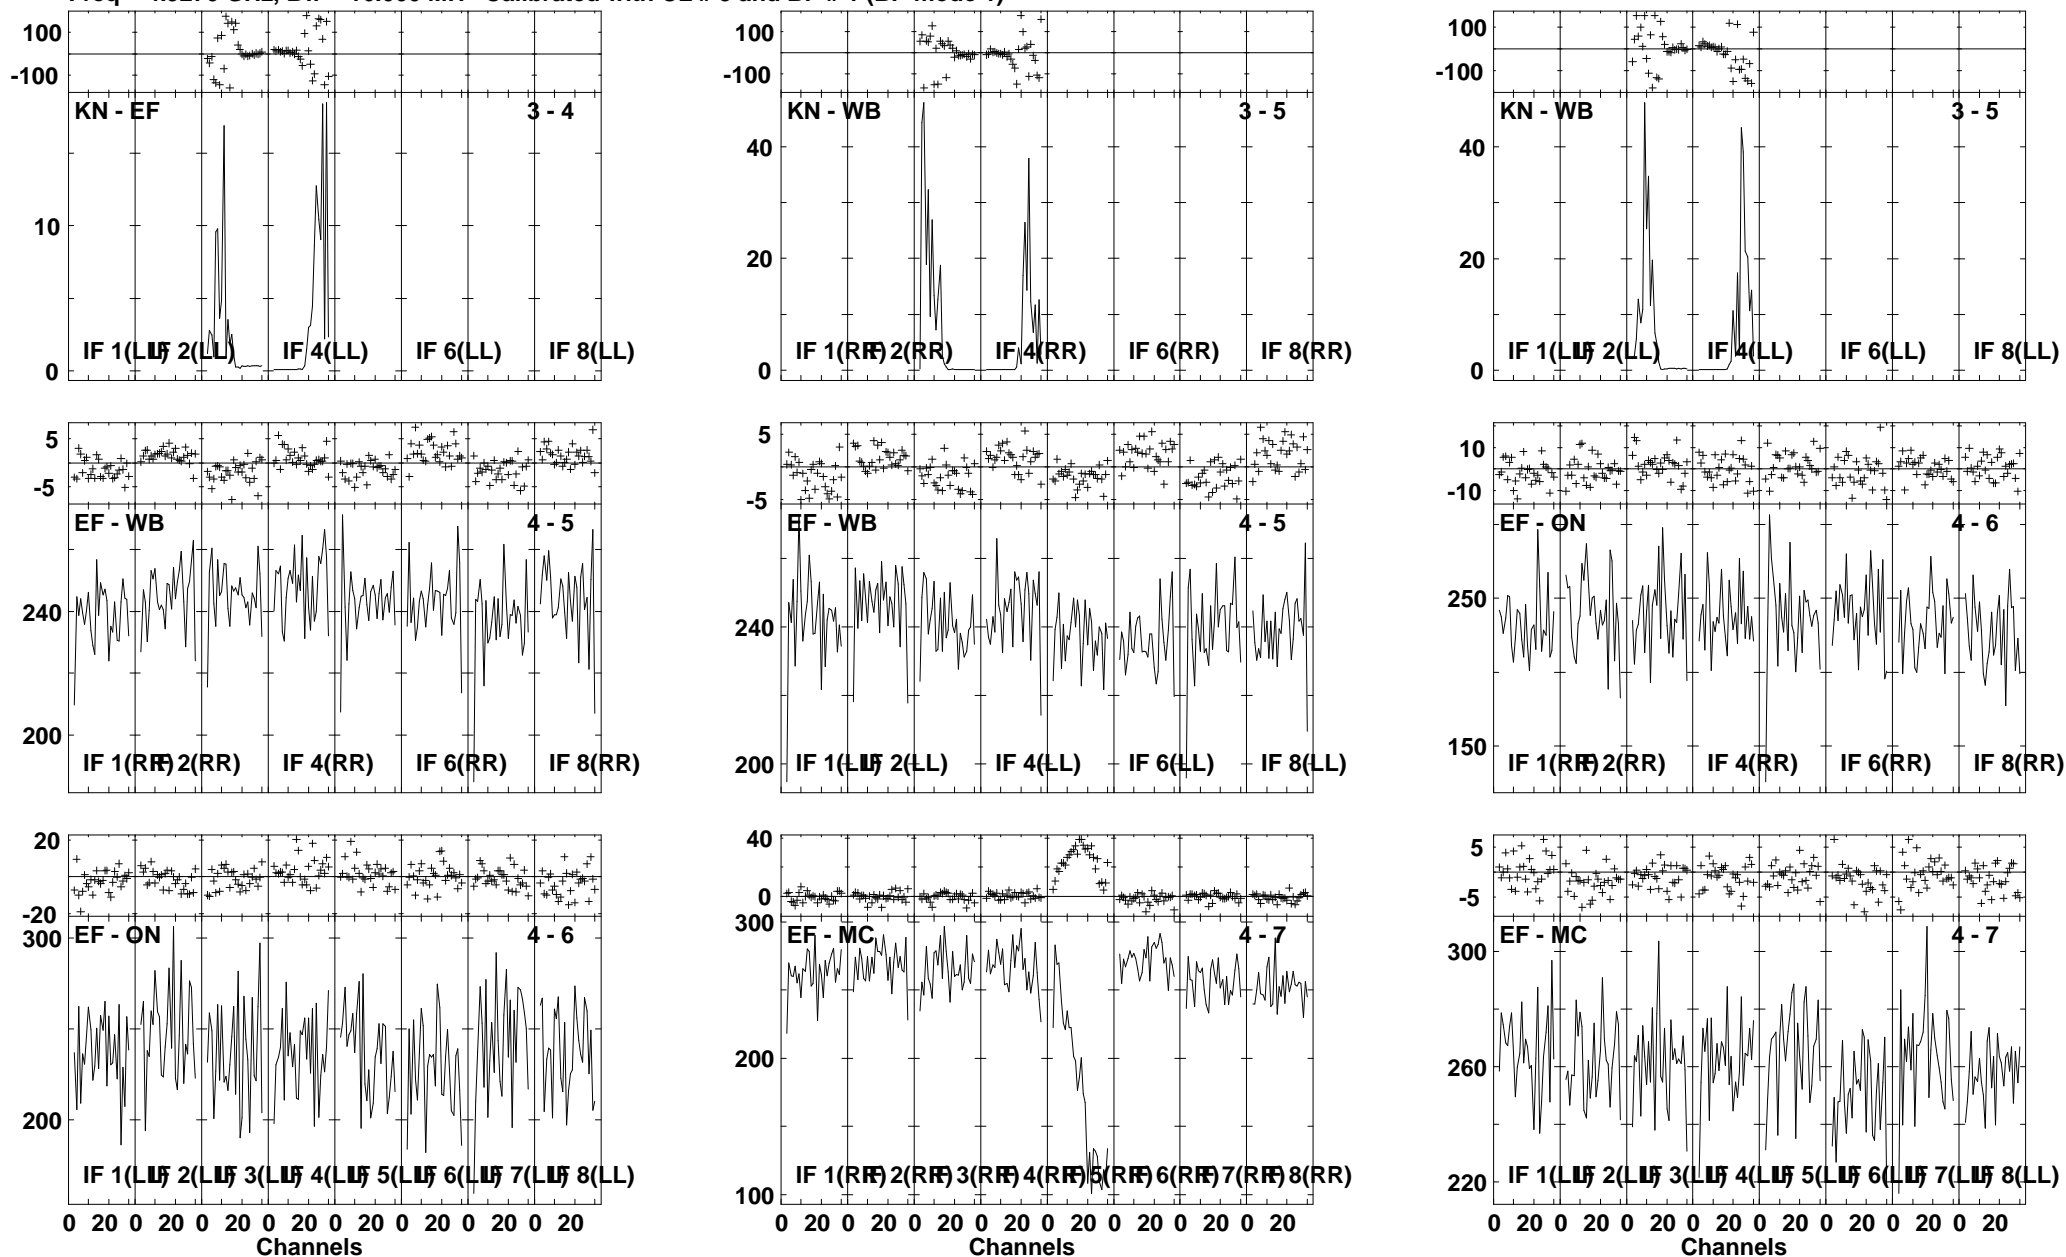 100
-100
KN - EF 3 - 4
10
0
IF 1(LL) IF 2(LL) IF 4(LL) IF 6(LL) IF 8(LL)
100
-100
KN - WB 3 - 5
40
20
0
IF 1(RR) IF 2(RR) IF 4(RR) IF 6(RR) IF 8(RR)
100
-100
KN - WB 3 - 5
40
20
0
IF 1(LL) IF 2(LL) IF 4(LL) IF 6(LL) IF 8(LL)
5
-5
EF - WB 4 - 5
240
200
IF 1(RR) IF 2(RR) IF 4(RR) IF 6(RR) IF 8(RR)
5
-5
EF - WB 4 - 5
240
200
IF 1(LL) IF 2(LL) IF 4(LL) IF 6(LL) IF 8(LL)
10
-10
EF - ON 4 - 6
250
150
IF 1(RR) IF 2(RR) IF 4(RR) IF 6(RR) IF 8(RR)
20
-20
EF - ON 4 - 6
300
200
IF 1(LL) IF 2(LL) IF 3(LL) IF 4(LL) IF 5(LL) IF 6(LL) IF 7(LL) IF 8(LL)
0 20 0 20 0 20 0 20 0 20 0 20 0 20 0 20
Channels
40
0
EF - MC 4 - 7
300
200
100
IF 1(RR) IF 2(RR) IF 3(RR) IF 4(RR) IF 5(RR) IF 6(RR) IF 7(RR) IF 8(RR)
0 20 0 20 0 20 0 20 0 20 0 20 0 20 0 20
Channels
5
-5
EF - MC 4 - 7
300
260
220
IF 1(LL) IF 2(LL) IF 3(LL) IF 4(LL) IF 5(LL) IF 6(LL) IF 7(LL) IF 8(LL)
0 20 0 20 0 20 0 20 0 20 0 20 0 20 0 20
Channels